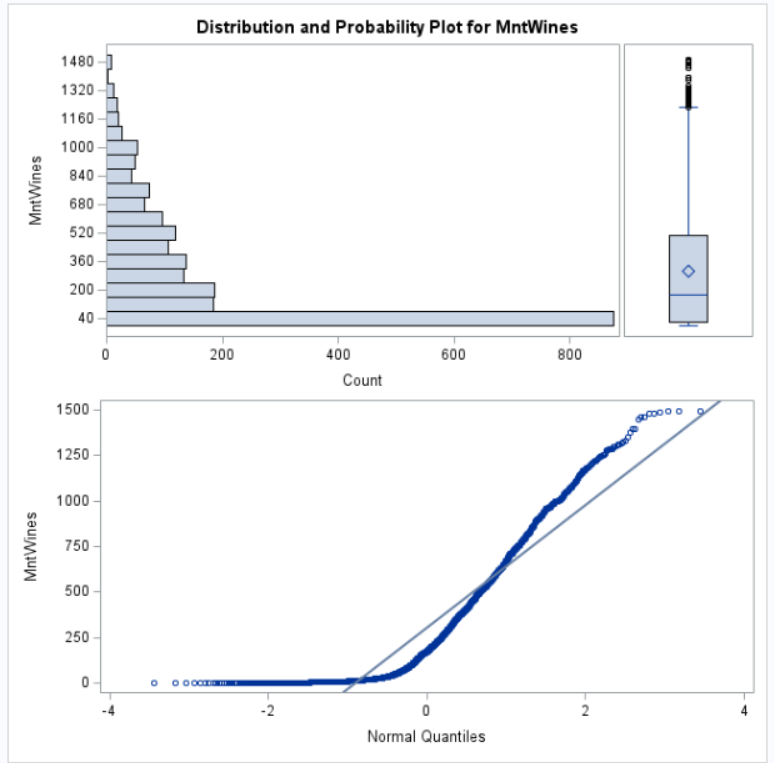 Distribution and Probability Plot for MntWines
MntWines
1480
1320
1160
1000
840
680
520
360
200
40
0 200 400 600 800
Count
MntWines
1500
1250
1000
750
500
250
0
-4 -2 0 2 4
Normal Quantiles